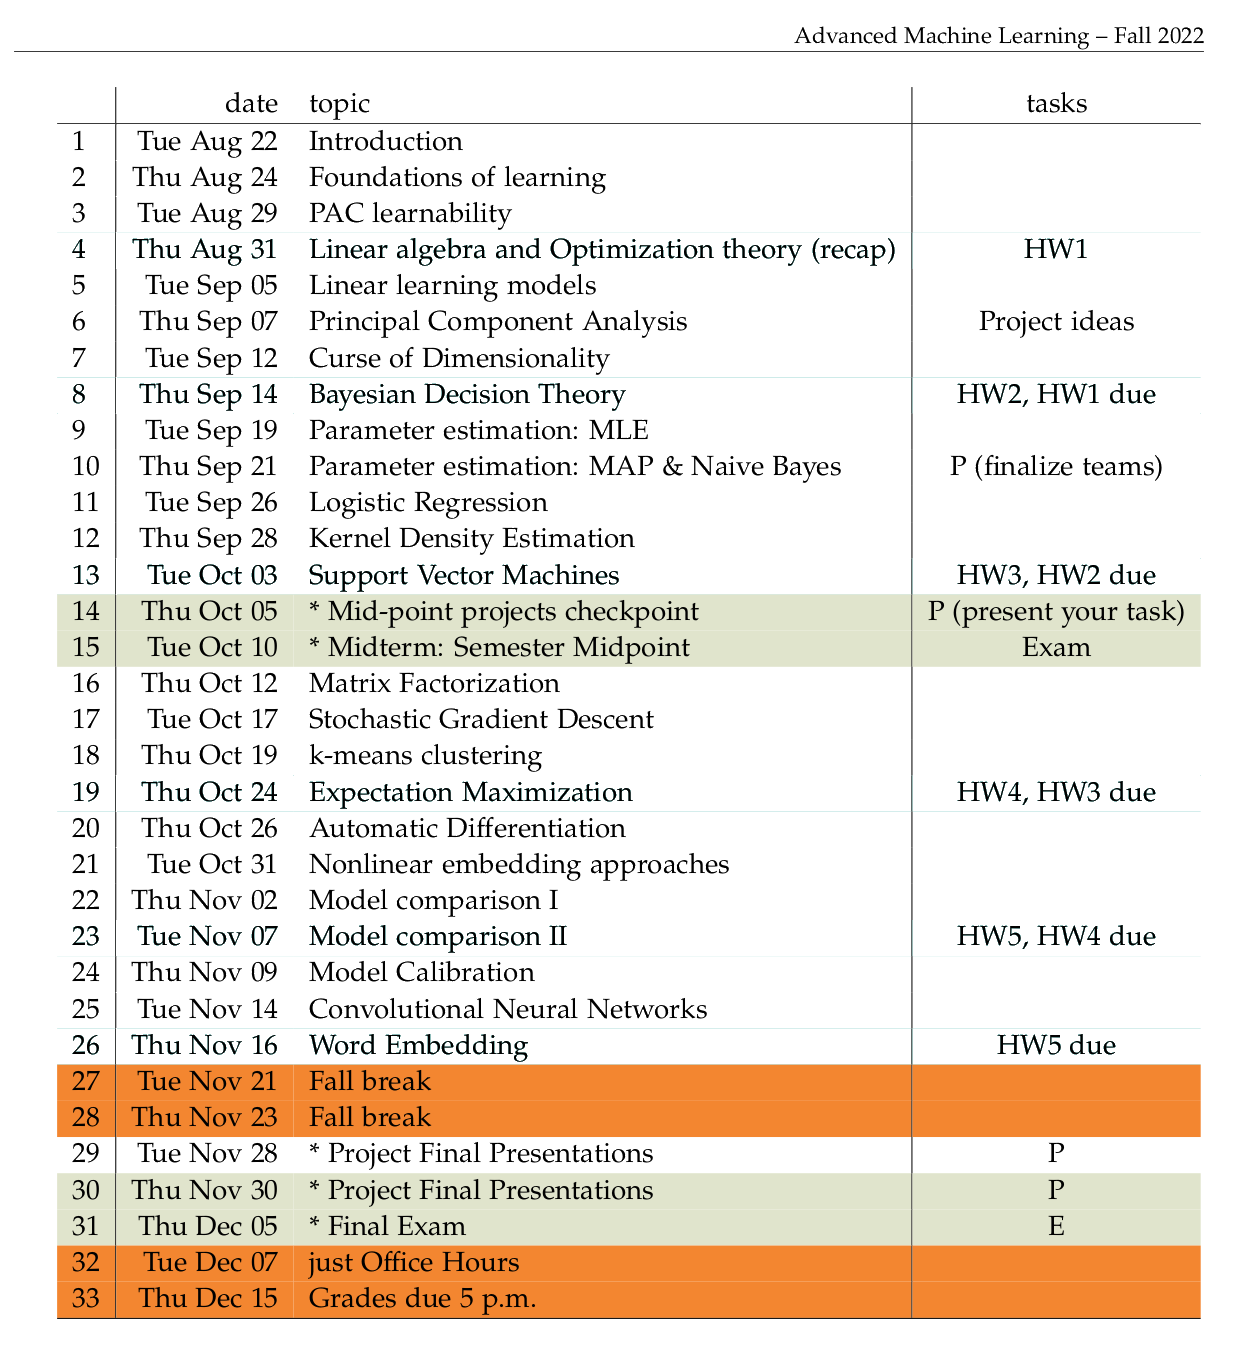 Advanced Machine Learning – Fall 2022
date topic tasks
1 Tue Aug 22 Introduction
2 Thu Aug 24 Foundations of learning
3 Tue Aug 29 PAC learnability
4 Thu Aug 31 Linear algebra and Optimization theory (recap) HW1
5 Tue Sep 05 Linear learning models
6 Thu Sep 07 Principal Component Analysis Project ideas
7 Tue Sep 12 Curse of Dimensionality
8 Thu Sep 14 Bayesian Decision Theory HW2, HW1 due
9 Tue Sep 19 Parameter estimation: MLE
10 Thu Sep 21 Parameter estimation: MAP & Naive Bayes P (finalize teams)
11 Tue Sep 26 Logistic Regression
12 Thu Sep 28 Kernel Density Estimation
13 Tue Oct 03 Support Vector Machines HW3, HW2 due
14 Thu Oct 05 * Mid-point projects checkpoint P (present your task)
15 Tue Oct 10 * Midterm: Semester Midpoint Exam
16 Thu Oct 12 Matrix Factorization
17 Tue Oct 17 Stochastic Gradient Descent
18 Thu Oct 19 k-means clustering
19 Thu Oct 24 Expectation Maximization HW4, HW3 due
20 Thu Oct 26 Automatic Differentiation
21 Tue Oct 31 Nonlinear embedding approaches
22 Thu Nov 02 Model comparison I
23 Tue Nov 07 Model comparison II HW5, HW4 due
24 Thu Nov 09 Model Calibration
25 Tue Nov 14 Convolutional Neural Networks
26 Thu Nov 16 Word Embedding HW5 due
27 Tue Nov 21 Fall break
28 Thu Nov 23 Fall break
29 Tue Nov 28 * Project Final Presentations P
30 Thu Nov 30 * Project Final Presentations P
31 Thu Dec 05 * Final Exam E
32 Tue Dec 07 just Office Hours
33 Thu Dec 15 Grades due 5 p.m.